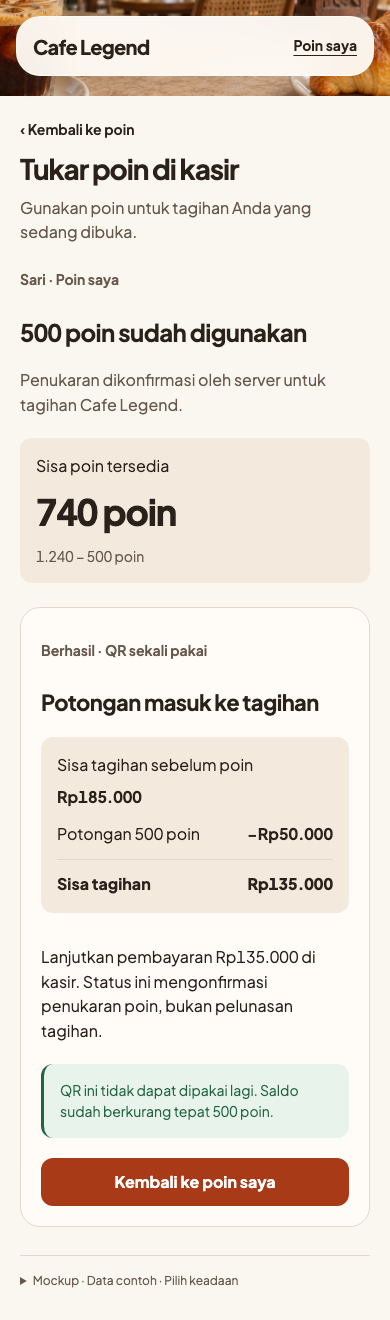 Cafe Legend
Poin saya
‹ Kembali ke poin
Tukar poin di kasir
Gunakan poin untuk tagihan Anda yang
sedang dibuka.
Sari · Poin saya
500 poin sudah digunakan
Penukaran dikonfirmasi oleh server untuk
tagihan Cafe Legend.
Sisa poin tersedia
740 poin
1.240 – 500 poin
Berhasil · QR sekali pakai
Potongan masuk ke tagihan
Sisa tagihan sebelum poin
Rp185.000
Potongan 500 poin –Rp50.000
Sisa tagihan Rp135.000
Lanjutkan pembayaran Rp135.000 di
kasir. Status ini mengonfirmasi
penukaran poin, bukan pelunasan
tagihan.
QR ini tidak dapat dipakai lagi. Saldo
sudah berkurang tepat 500 poin.
Kembali ke poin saya
▶ Mockup · Data contoh · Pilih keadaan